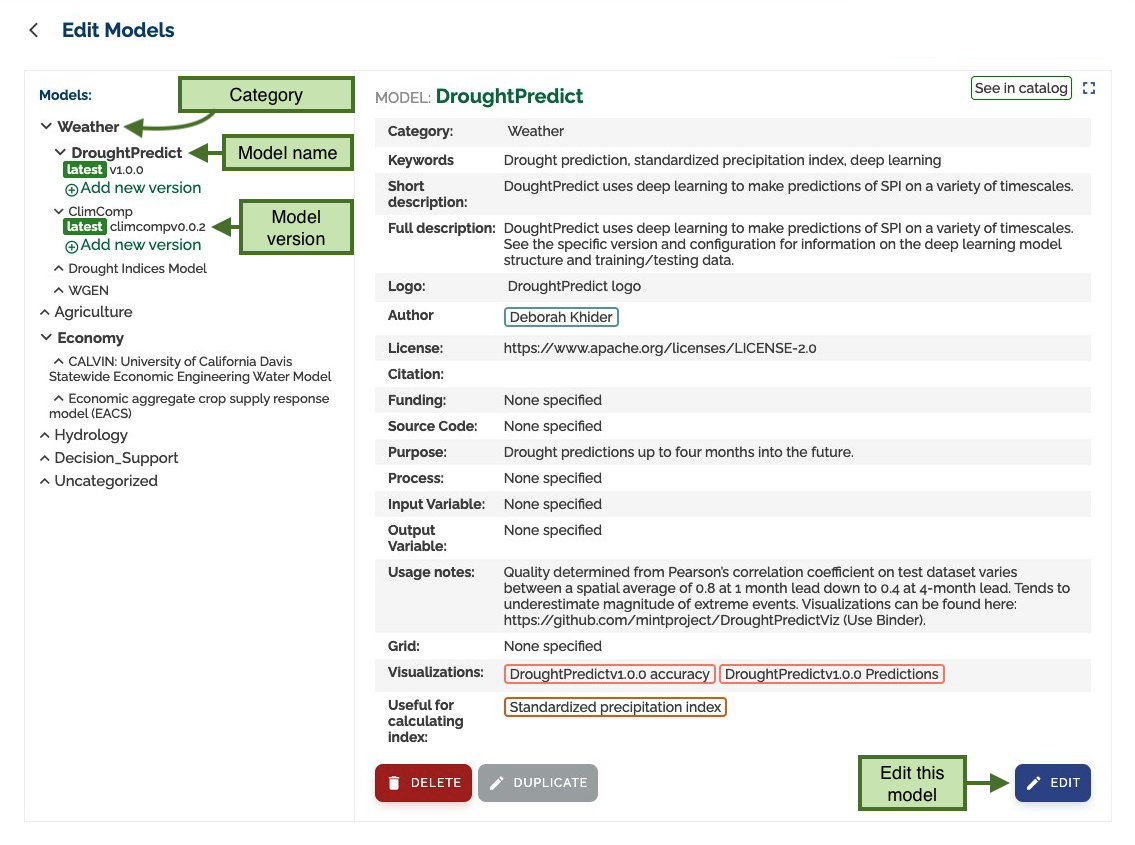 Edit Models
Models:
Category
Weather
DroughtPredict
Model name
latest v1.0.0
Add new version
ClimComp
latest climcompv0.0.2
Model
version
Add new version
Drought Indices Model
WGEN
Agriculture
Economy
CALVIN: University of California Davis
Statewide Economic Engineering Water Model
Economic aggregate crop supply response
model (EACS)
Hydrology
Decision_Support
Uncategorized
MODEL: DroughtPredict
See in catalog
Category: Weather
Keywords Drought prediction, standardized precipitation index, deep learning
Short
description:
DoughtPredict uses deep learning to make predictions of SPI on a variety of timescales.
Full description: DoughtPredict uses deep learning to make predictions of SPI on a variety of timescales.
See the specific version and configuration for information on the deep learning model
structure and training/testing data.
Logo: DroughtPredict logo
Author Deborah Khider
License: https://www.apache.org/licenses/LICENSE-2.0
Citation:
Funding: None specified
Source Code: None specified
Purpose: Drought predictions up to four months into the future.
Process: None specified
Input Variable: None specified
Output
Variable:
None specified
Usage notes: Quality determined from Pearson's correlation coefficient on test dataset varies
between a spatial average of 0.8 at 1 month lead down to 0.4 at 4-month lead. Tends to
underestimate magnitude of extreme events. Visualizations can be found here:
https://github.com/mintproject/DroughtPredictViz (Use Binder).
Grid: None specified
Visualizations: DroughtPredictv1.0.0 accuracy DroughtPredictv1.0.0 Predictions
Useful for
calculating
index:
Standardized precipitation index
DELETE
DUPLICATE
Edit this
model
EDIT